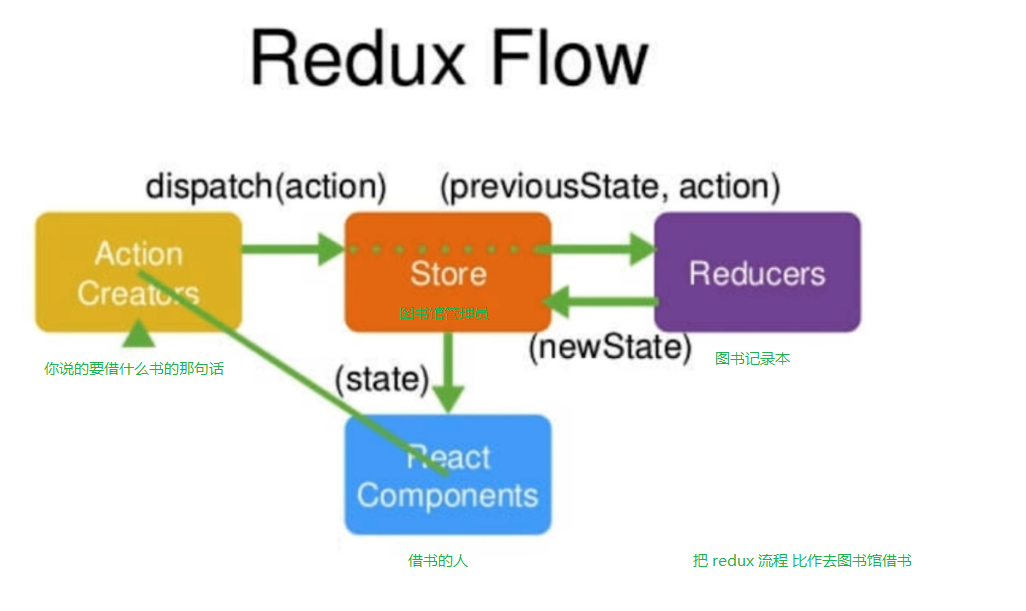 Redux Flow
dispatch(action)
(previousState, action)
Action
Creators
Store
图书馆管理员
Reducers
(newState)
图书记录本
你说的要借什么书的那句话
(state)
React
Components
借书的人
把 redux 流程 比作去图书馆借书